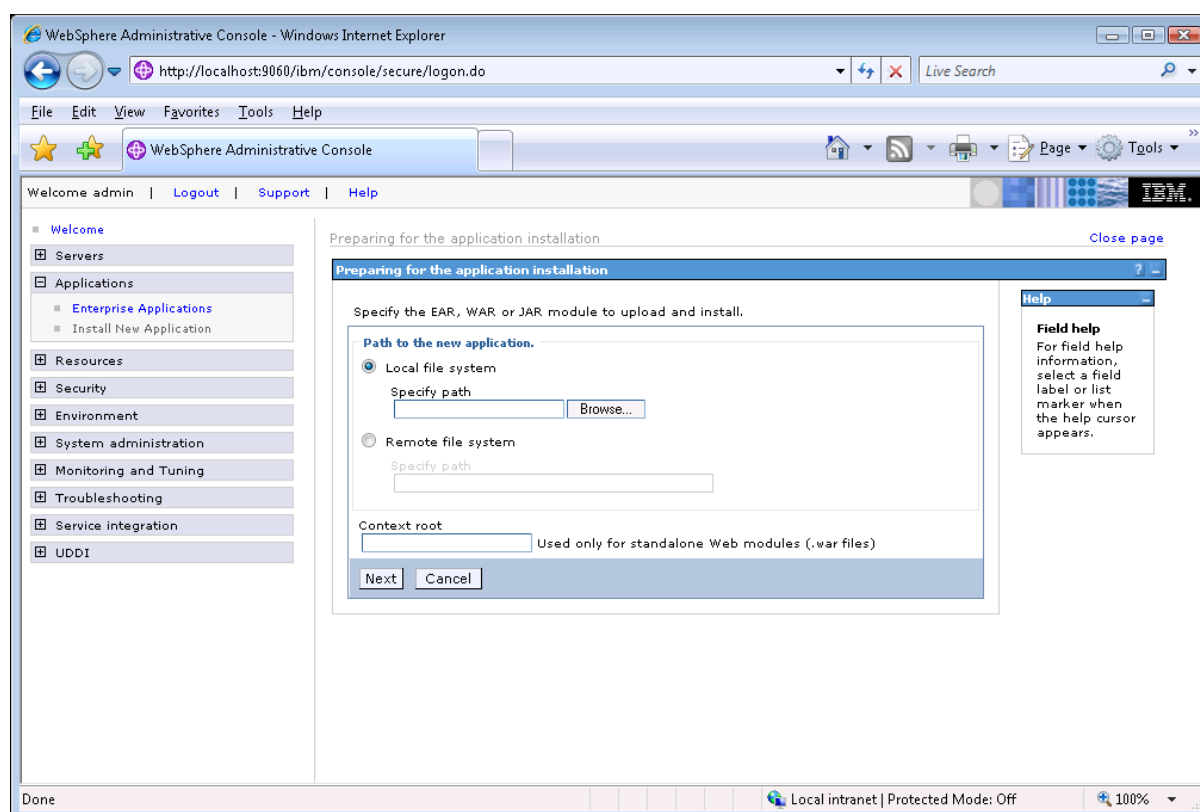 WebSphere Administrative Console - Windows Internet Explorer
http://localhost:9060/ibm/console/secure/logon.do
Live Search
File Edit View Favorites Tools Help
WebSphere Administrative Console
Page Tools
Welcome admin | Logout | Support | Help
IBM.
Welcome
Servers
Applications
Enterprise Applications
Install New Application
Resources
Security
Environment
System administration
Monitoring and Tuning
Troubleshooting
Service integration
UDDI
Preparing for the application installation
Close page
Preparing for the application installation
? -
Specify the EAR, WAR or JAR module to upload and install.
Path to the new application.
Local file system
Specify path
Browse...
Remote file system
Specify path
Context root
Used only for standalone Web modules (.war files)
Next Cancel
Help
Field help
For field help
information,
select a field
label or list
marker when
the help cursor
appears.
Done
Local intranet | Protected Mode: Off
100%